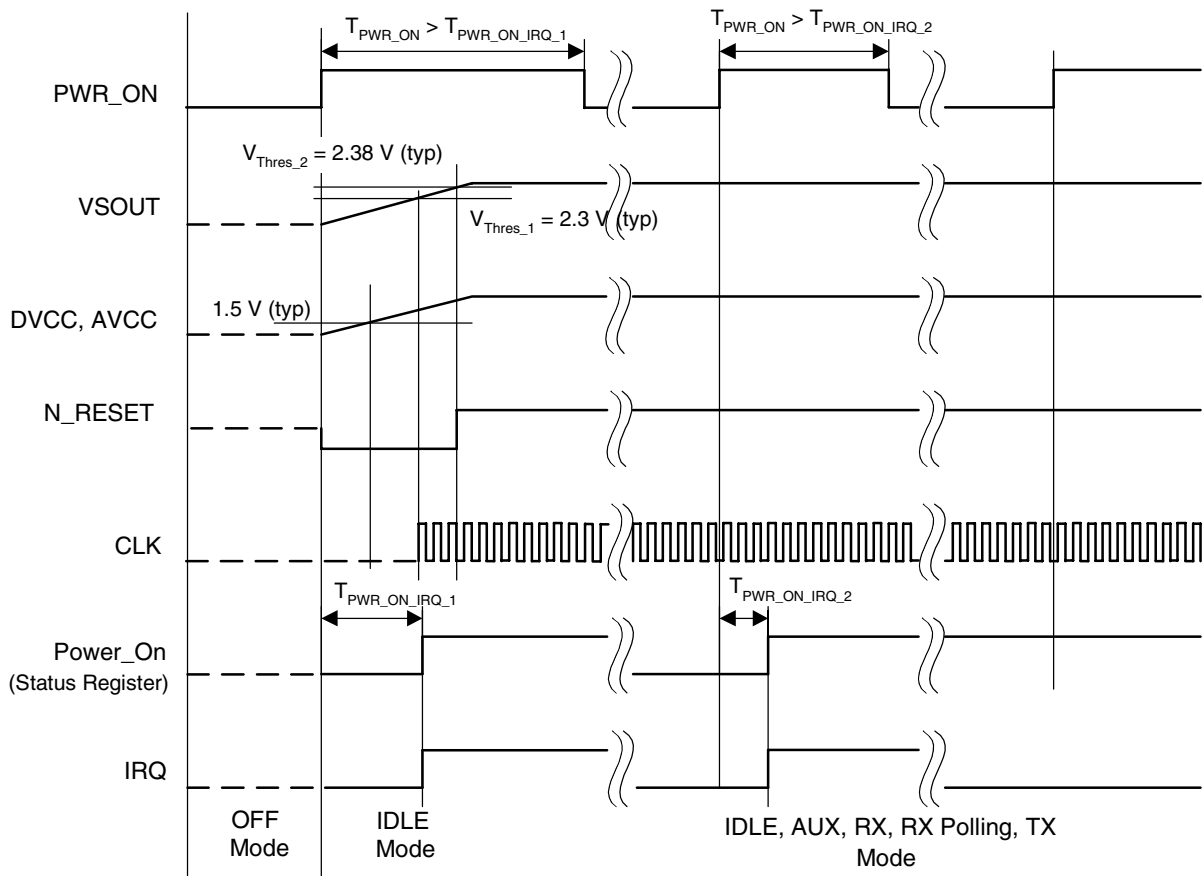 T_PWR_ON > T_PWR_ON_IRQ_1
T_PWR_ON > T_PWR_ON_IRQ_2
PWR_ON
V_Thres_2 = 2.38 V (typ)
VSOUT
V_Thres_1 = 2.3 V (typ)
1.5 V (typ)
DVCC, AVCC
N_RESET
CLK
T_PWR_ON_IRQ_1
T_PWR_ON_IRQ_2
Power_On
(Status Register)
IRQ
OFF
Mode
IDLE
Mode
IDLE, AUX, RX, RX Polling, TX
Mode